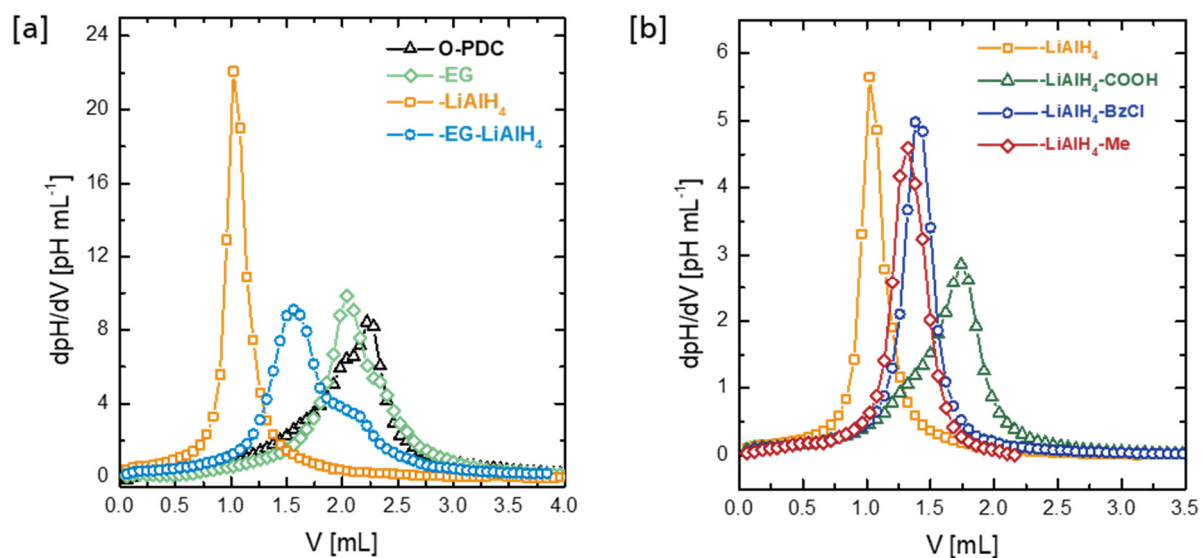 [a]
24
20
16
12
8
4
0
dpH/dV [pH mL⁻¹]
O-PDC
-EG
-LiAlH₄
-EG-LiAlH₄
0.0 0.5 1.0 1.5 2.0 2.5 3.0 3.5 4.0
V [mL]
[b]
6
5
4
3
2
1
0
dpH/dV [pH mL⁻¹]
-LiAlH₄
-LiAlH₄-COOH
-LiAlH₄-BzCl
-LiAlH₄-Me
0.0 0.5 1.0 1.5 2.0 2.5 3.0 3.5
V [mL]